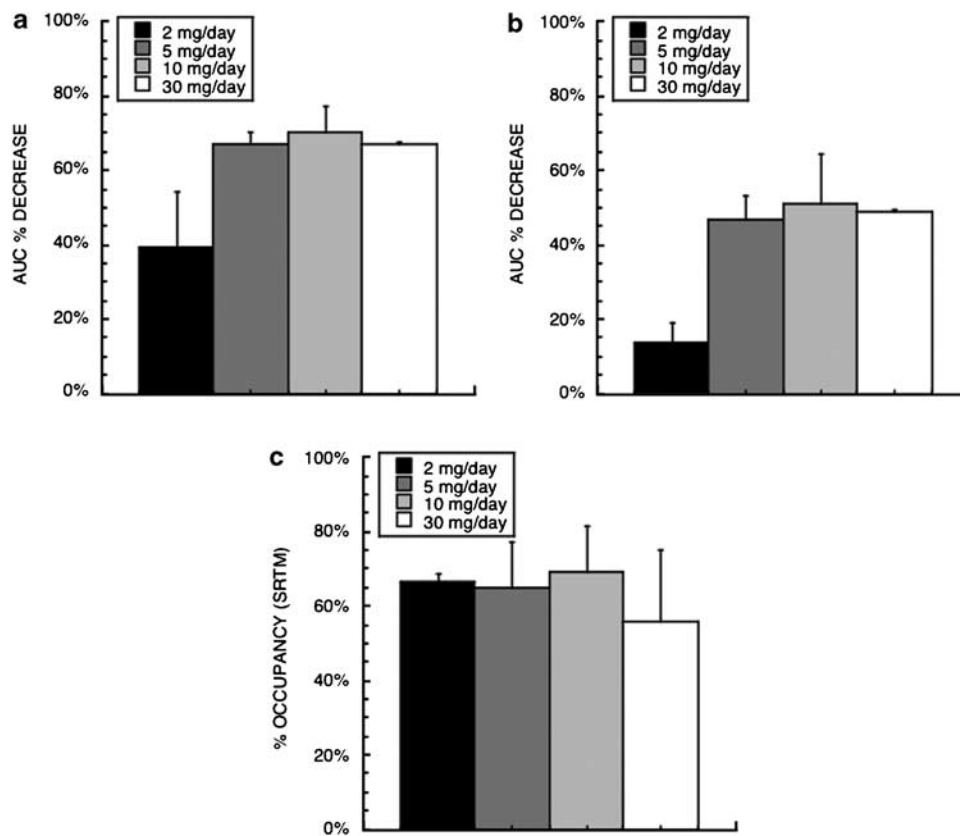 a
100%
80%
60%
40%
20%
0%
AUC % DECREASE
2 mg/day
5 mg/day
10 mg/day
30 mg/day
b
100%
80%
60%
40%
20%
0%
AUC % DECREASE
2 mg/day
5 mg/day
10 mg/day
30 mg/day
c
100%
80%
60%
40%
20%
0%
% OCCUPANCY (SRTM)
2 mg/day
5 mg/day
10 mg/day
30 mg/day